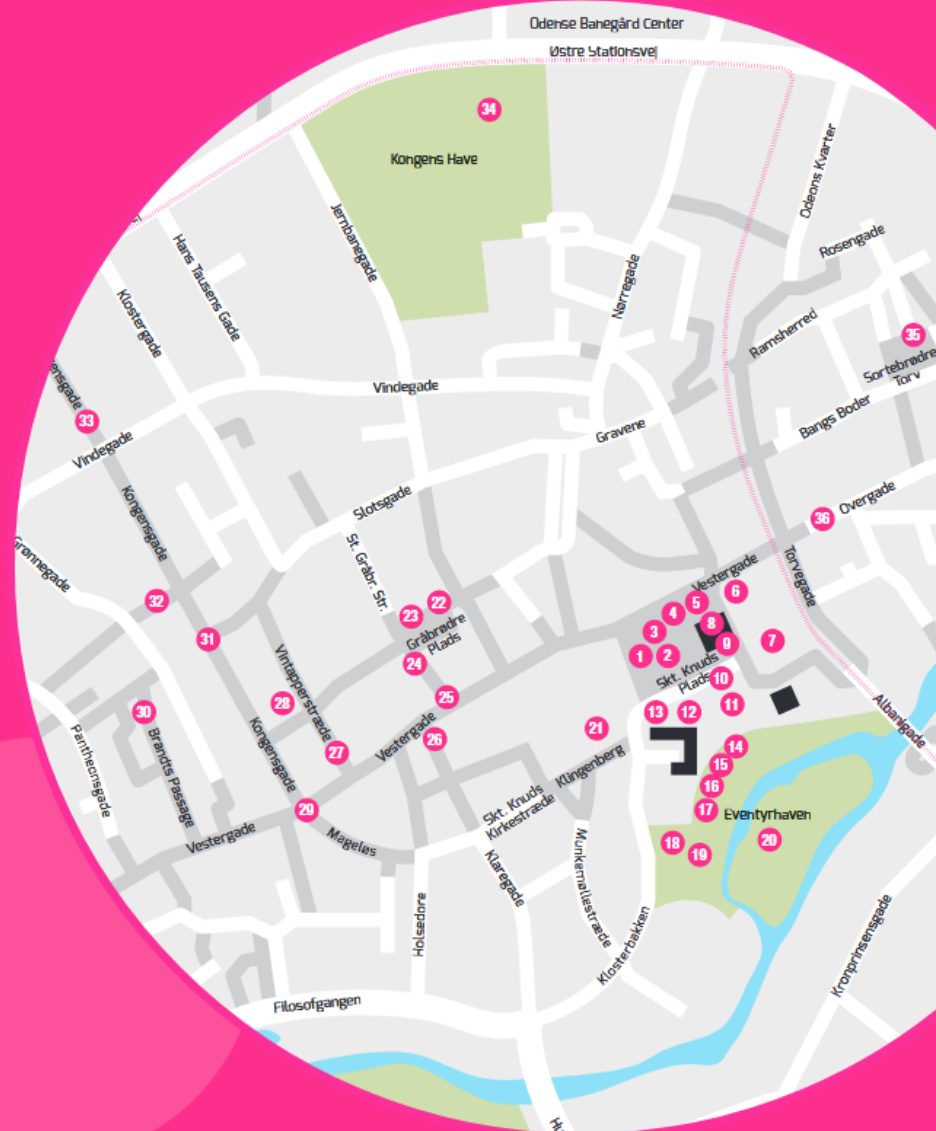 Odense Banegård Center
Østre Stationsvej
34
Kongens Have
Odeons Kvarter
Jernbanegade
Hans Tausens Gade
Rosengade
Klostergade
Nørregade
Ramsherred
35
Sortebrødre
Torv
ensgade
Vindegade
33
Bangs Boder
Gravene
Vindegade
Kongensgade
Slotsgade
Overgade
36
St. Gråbr. Str.
Grønnegade
Torvegade
Vestergade
32
22
5
6
23
4
8
Gråbrødre
Plads
3
31
7
9
1
2
24
Skt. Knuds
Plads
10
Vintapperstræde
25
28
11
30
13
12
Albanigade
Vestergade
26
21
Pantheonsgade
Brandts Passage
Kongensgade
27
14
Klingenberg
15
16
29
17
Eventyrhaven
Skt. Knuds
Kirkestræde
Vestergade
Mageløs
18
19
20
Klaregade
Munkemøllestræde
Holsedore
Klosterbakken
Kronprinsensgade
Filosofgangen
Hu